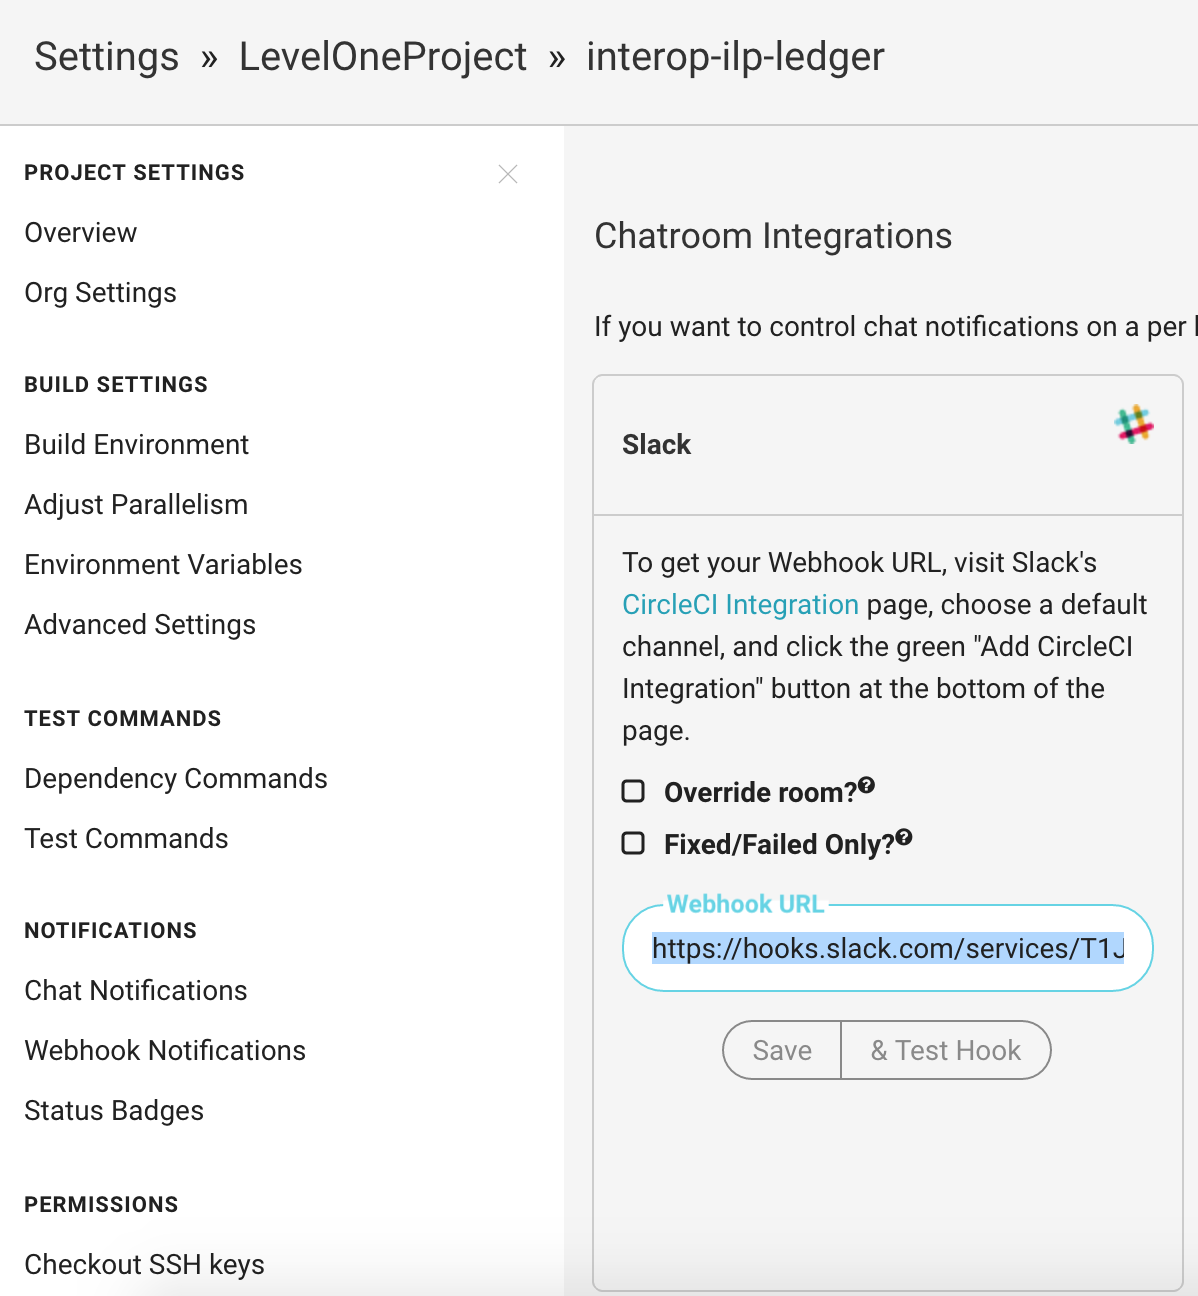 Settings » LevelOneProject » interop-ilp-ledger
PROJECT SETTINGS
Overview
Org Settings
BUILD SETTINGS
Build Environment
Adjust Parallelism
Environment Variables
Advanced Settings
TEST COMMANDS
Dependency Commands
Test Commands
NOTIFICATIONS
Chat Notifications
Webhook Notifications
Status Badges
PERMISSIONS
Checkout SSH keys
Chatroom Integrations
If you want to control chat notifications on a per
Slack
To get your Webhook URL, visit Slack's
CircleCI Integration page, choose a default
channel, and click the green "Add CircleCI
Integration" button at the bottom of the
page.
Override room?
Fixed/Failed Only?
Webhook URL
https://hooks.slack.com/services/T1J
Save
& Test Hook